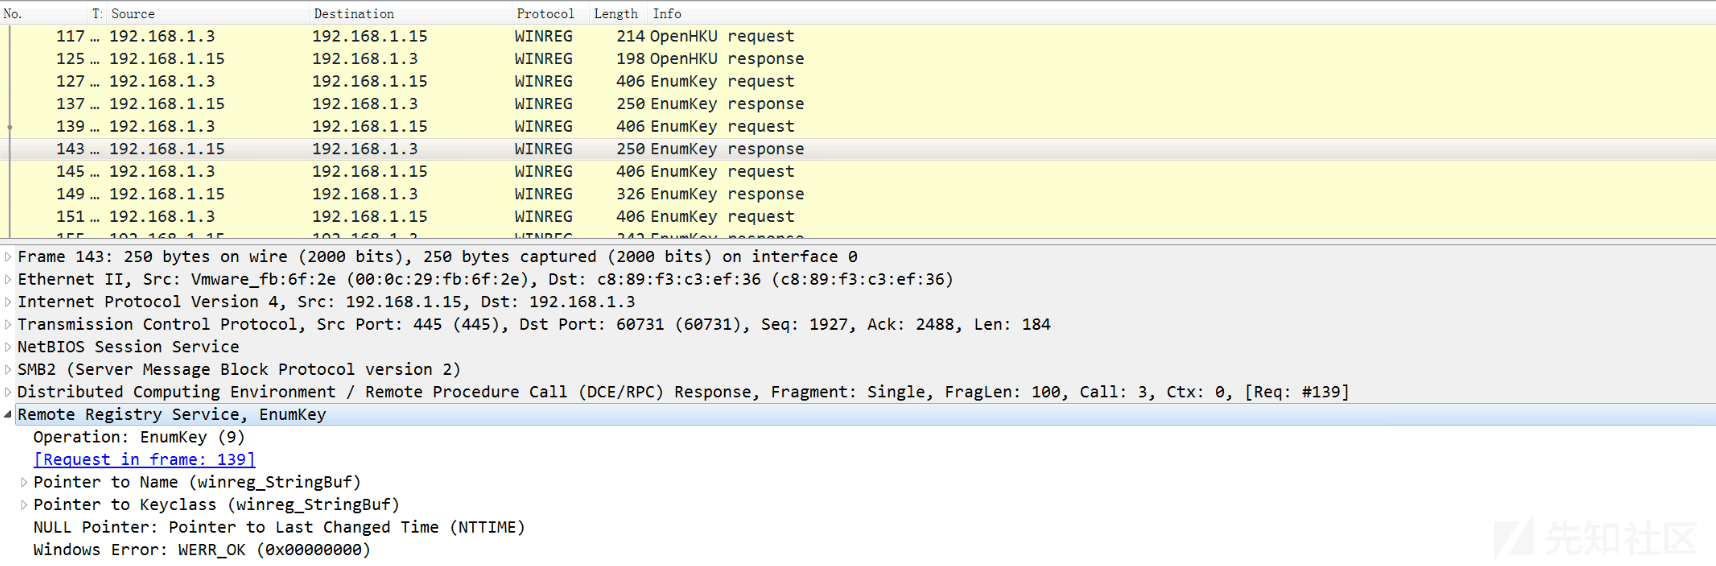 No. T: Source Destination Protocol Length Info
117 … 192.168.1.3 192.168.1.15 WINREG 214 OpenHKU request
125 … 192.168.1.15 192.168.1.3 WINREG 198 OpenHKU response
127 … 192.168.1.3 192.168.1.15 WINREG 406 EnumKey request
137 … 192.168.1.15 192.168.1.3 WINREG 250 EnumKey response
139 … 192.168.1.3 192.168.1.15 WINREG 406 EnumKey request
143 … 192.168.1.15 192.168.1.3 WINREG 250 EnumKey response
145 … 192.168.1.3 192.168.1.15 WINREG 406 EnumKey request
149 … 192.168.1.15 192.168.1.3 WINREG 326 EnumKey response
151 … 192.168.1.3 192.168.1.15 WINREG 406 EnumKey request
155 … 192.168.1.15 192.168.1.3 WINREG 342 EnumKey response
Frame 143: 250 bytes on wire (2000 bits), 250 bytes captured (2000 bits) on interface 0
Ethernet II, Src: Vmware_fb:6f:2e (00:0c:29:fb:6f:2e), Dst: c8:89:f3:c3:ef:36 (c8:89:f3:c3:ef:36)
Internet Protocol Version 4, Src: 192.168.1.15, Dst: 192.168.1.3
Transmission Control Protocol, Src Port: 445 (445), Dst Port: 60731 (60731), Seq: 1927, Ack: 2488, Len: 184
NetBIOS Session Service
SMB2 (Server Message Block Protocol version 2)
Distributed Computing Environment / Remote Procedure Call (DCE/RPC) Response, Fragment: Single, FragLen: 100, Call: 3, Ctx: 0, [Req: #139]
Remote Registry Service, EnumKey
Operation: EnumKey (9)
[Request in frame: 139]
Pointer to Name (winreg_StringBuf)
Pointer to Keyclass (winreg_StringBuf)
NULL Pointer: Pointer to Last Changed Time (NTTIME)
Windows Error: WERR_OK (0x00000000)
先知社区